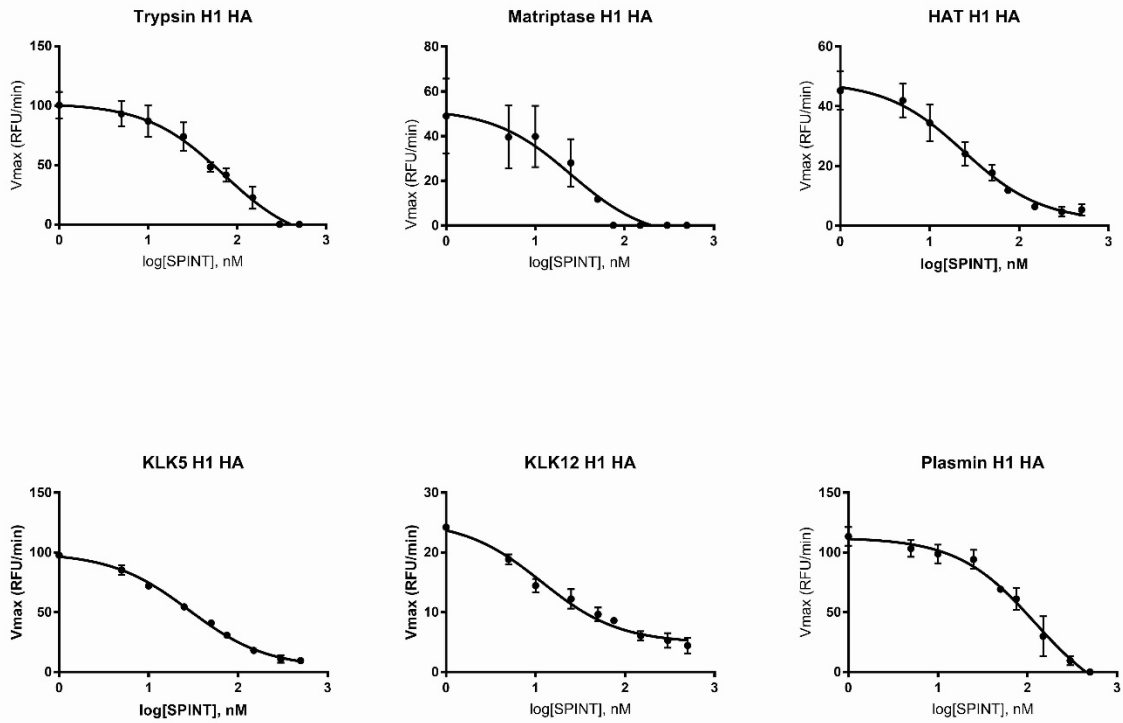 Trypsin H1 HA
Vmax (RFU/min)
150
100
50
0
0 1 2 3
log[SPINT], nM
Matriptase H1 HA
Vmax (RFU/min)
80
60
40
20
0
0 1 2 3
log[SPINT], nM
HAT H1 HA
Vmax (RFU/min)
60
40
20
0
0 1 2 3
log[SPINT], nM
KLK5 H1 HA
Vmax (RFU/min)
150
100
50
0
0 1 2 3
log[SPINT], nM
KLK12 H1 HA
Vmax (RFU/min)
30
20
10
0
0 1 2 3
log[SPINT], nM
Plasmin H1 HA
Vmax (RFU/min)
150
100
50
0
0 1 2 3
log[SPINT], nM